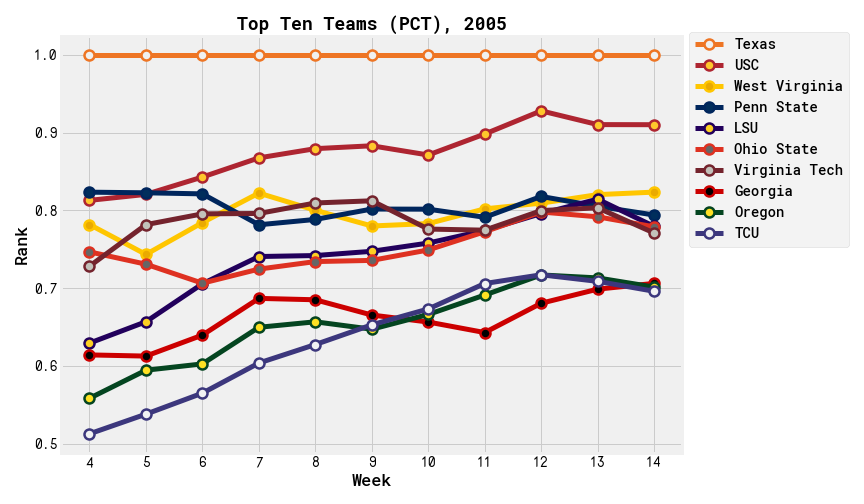 Top Ten Teams (PCT), 2005
Texas
USC
West Virginia
Penn State
LSU
Ohio State
Virginia Tech
Georgia
Oregon
TCU
Rank
1.0
0.9
0.8
0.7
0.6
0.5
4 5 6 7 8 9 10 11 12 13 14
Week